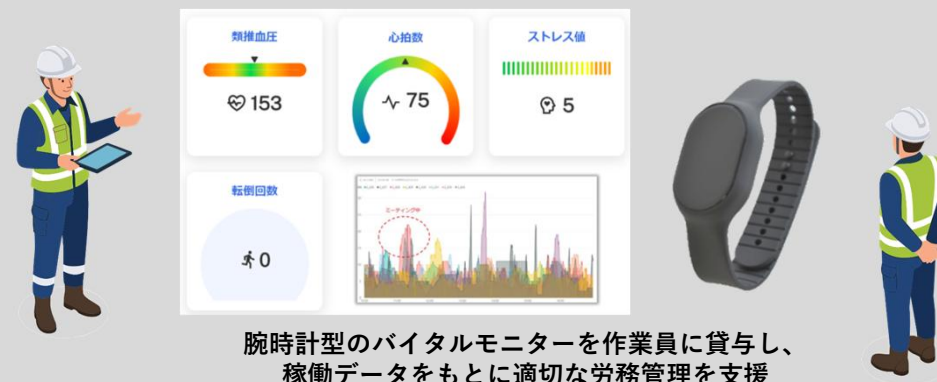 類推血圧
153
心拍数
75
ストレス値
5
転倒回数
0
ミーティング中
腕時計型のバイタルモニターを作業員に貸与し、
稼働データをもとに適切な労務管理を支援